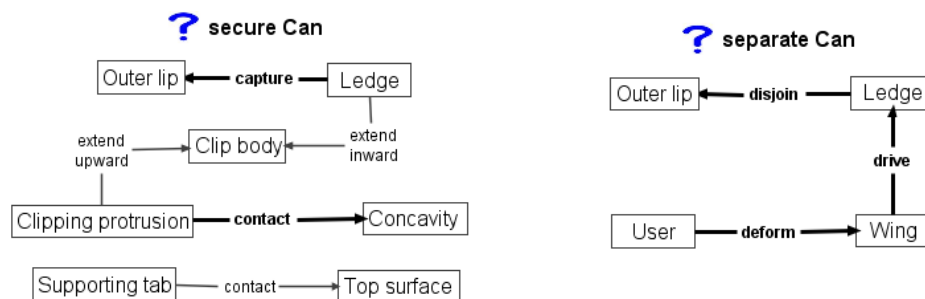 ? secure Can
Outer lip
capture
Ledge
extend
upward
Clip body
extend
inward
Clipping protrusion
contact
Concavity
Supporting tab
contact
Top surface
? separate Can
Outer lip
disjoin
Ledge
drive
User
deform
Wing